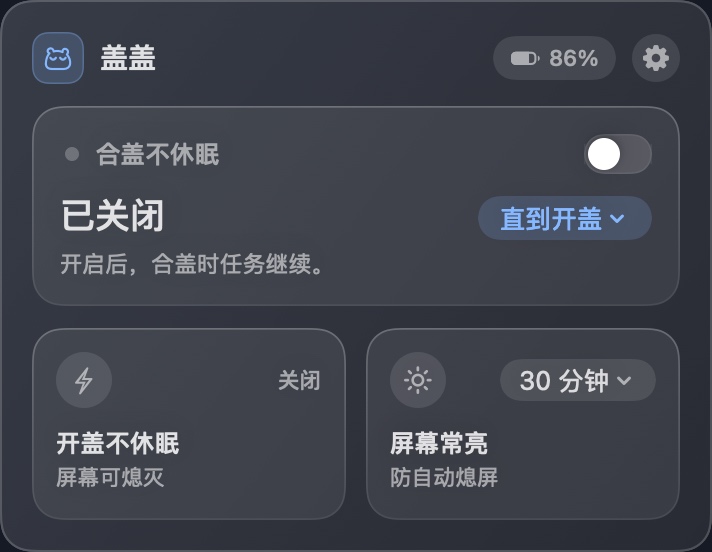 盖盖
86%
合盖不休眠
已关闭
直到开盖
开启后，合盖时任务继续。
关闭
开盖不休眠
屏幕可熄灭
30 分钟
屏幕常亮
防自动熄屏